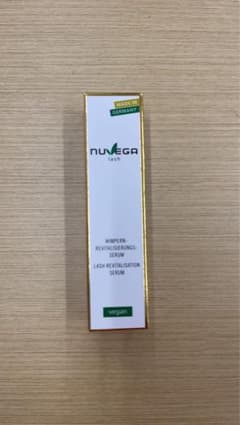 MADE IN
GERMANY
NUVEGA
lash
WIMPERN-
REVITALISIERUNGS-
SERUM
LASH REVITALISATION
SERUM
vegan